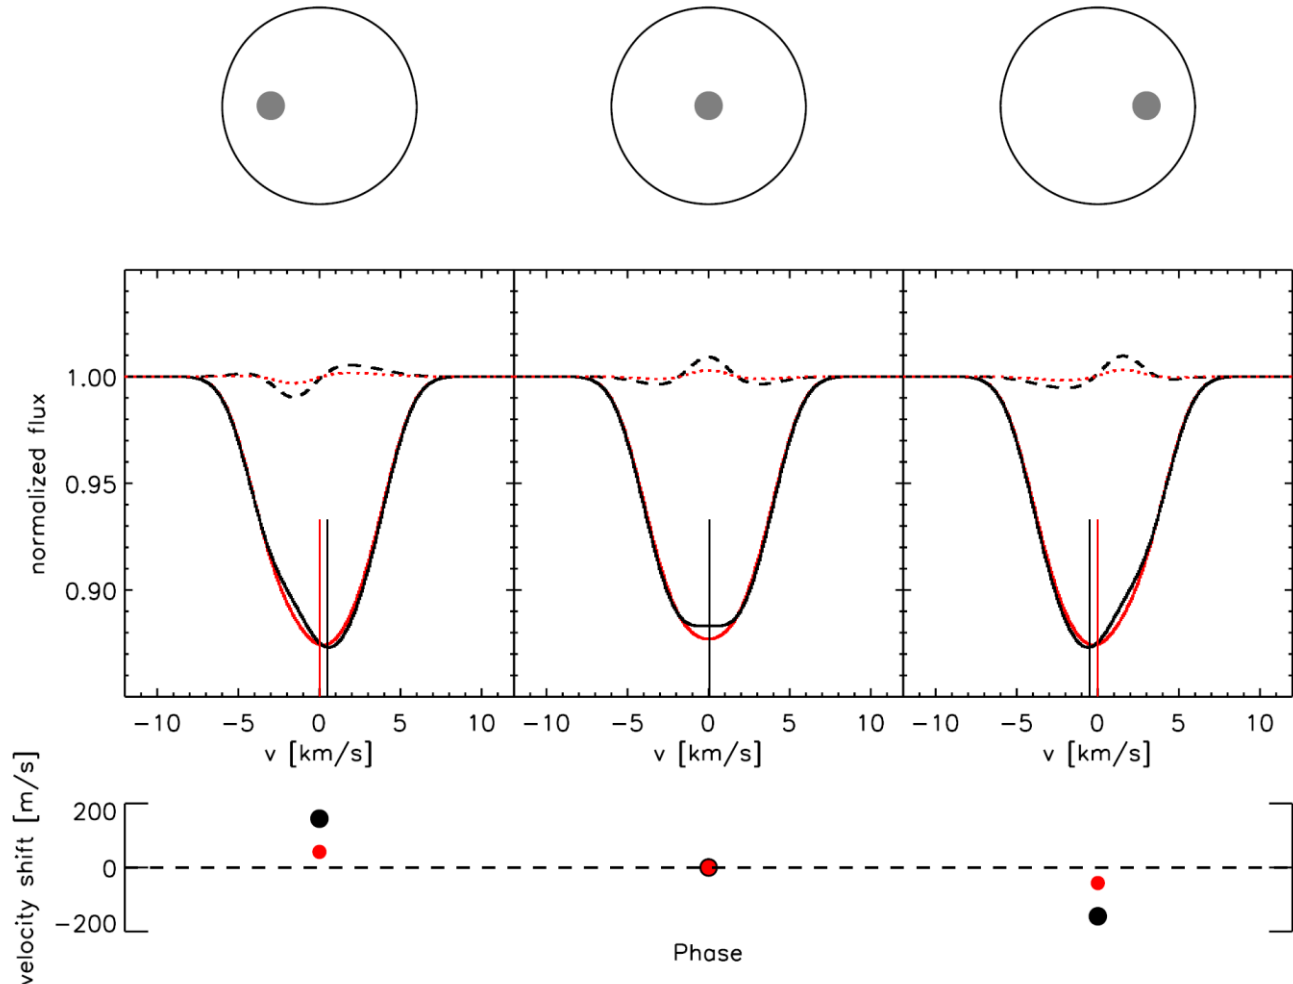 normalized flux
1.00
0.95
0.90
−10 −5 0 5 10 −10 −5 0 5 10 −10 −5 0 5 10
v [km/s] v [km/s] v [km/s]
velocity shift [m/s]
200
0
−200
Phase